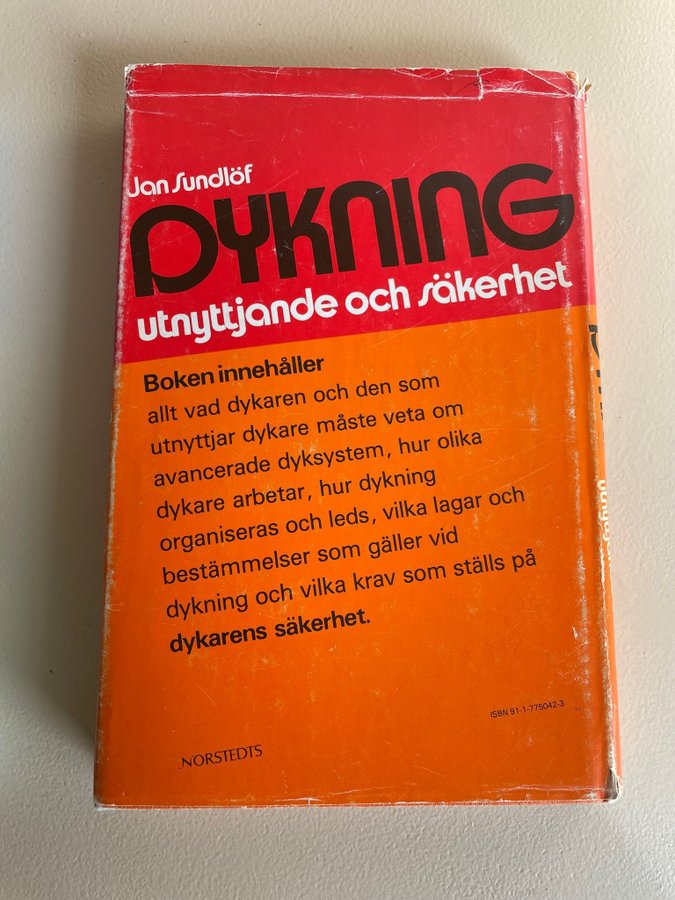 Jan Sundlöf
DYKNING
utnyttjande och säkerhet
Boken innehåller
allt vad dykaren och den som
utnyttjar dykare måste veta om
avancerade dyksystem, hur olika
dykare arbetar, hur dykning
organiseras och leds, vilka lagar och
bestämmelser som gäller vid
dykning och vilka krav som ställs på
dykarens säkerhet.
ISBN 91-1-775042-3
NORSTEDTS